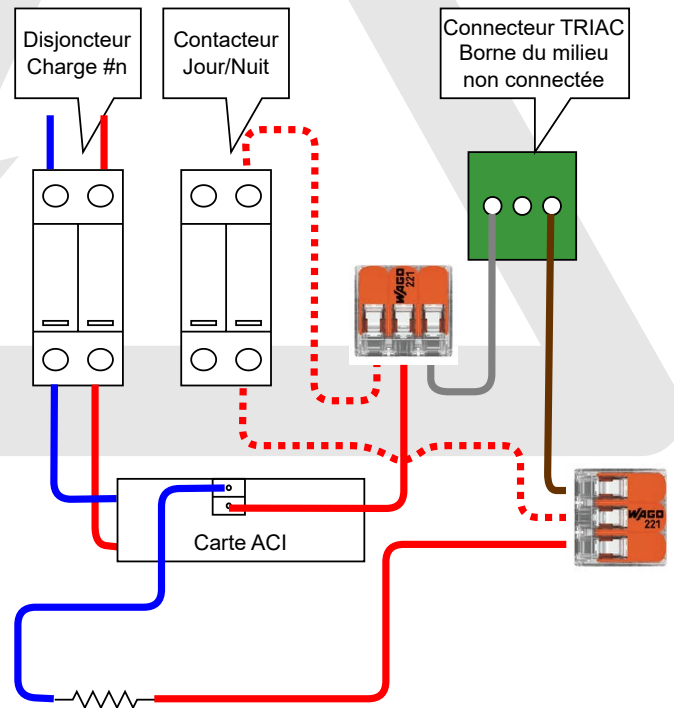 Disjoncteur
Charge #n
Contacteur
Jour/Nuit
Connecteur TRIAC
Borne du milieu
non connectée
WAGO
221
WAGO
221
Carte ACI